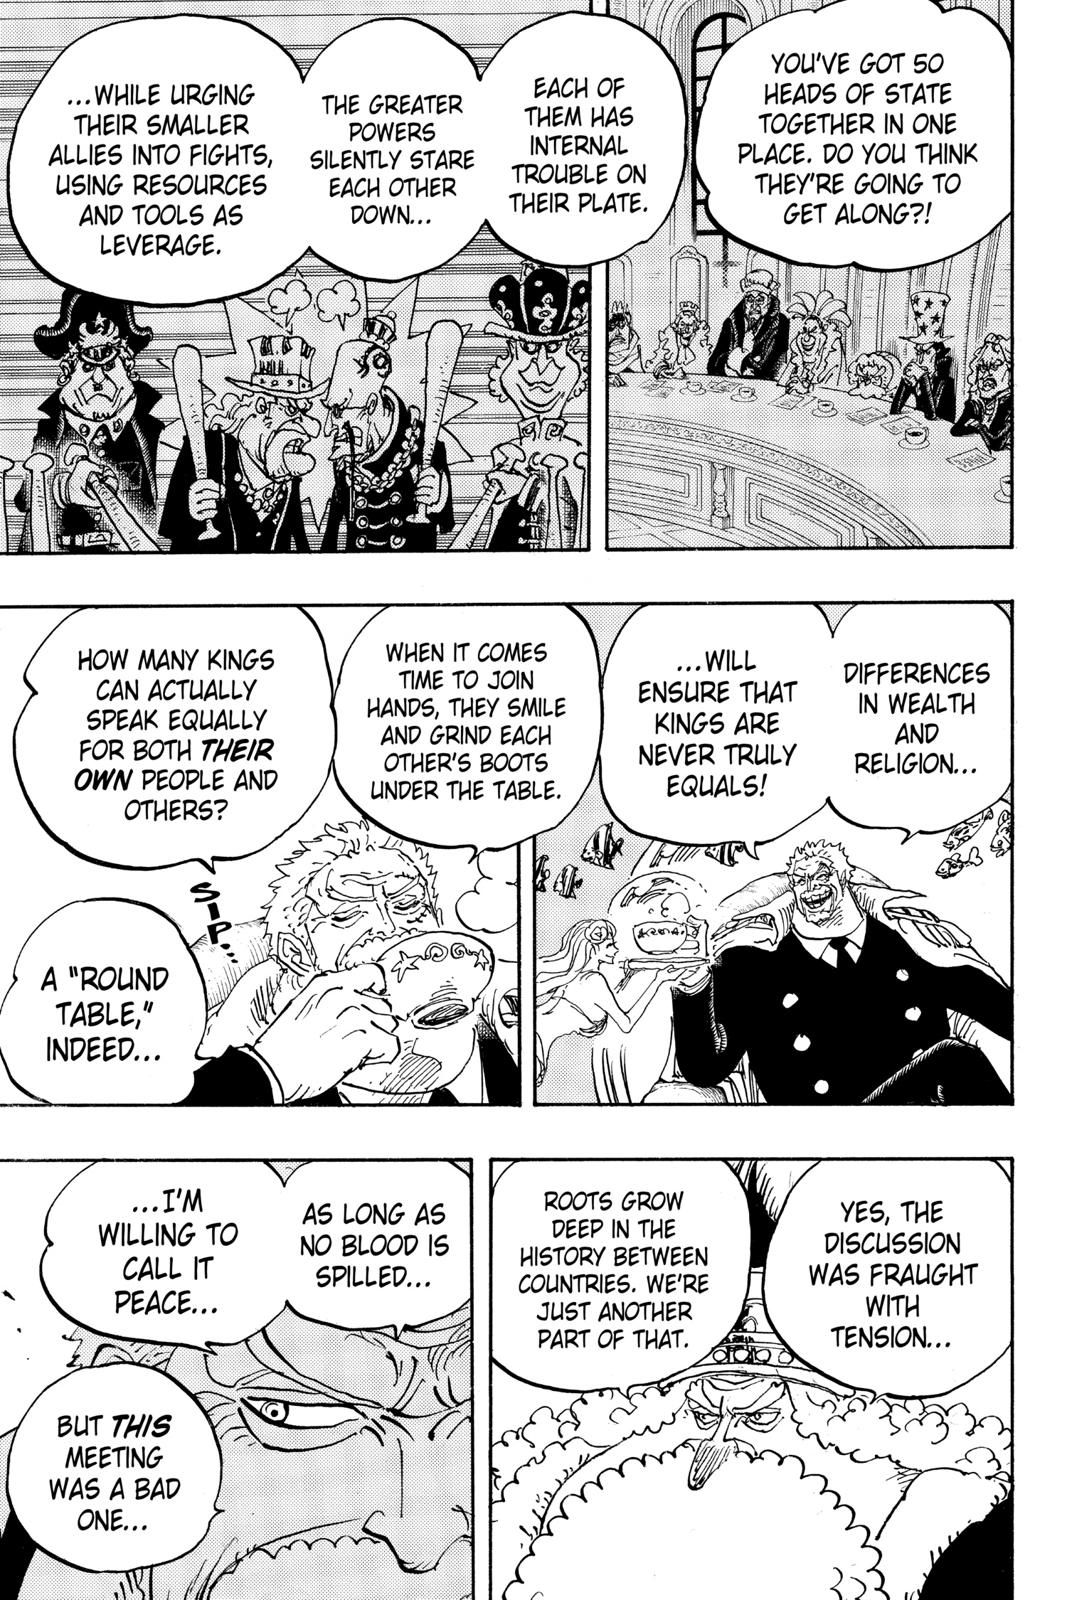 YOU'VE GOT 50
HEADS OF STATE
TOGETHER IN ONE
PLACE. DO YOU THINK
THEY'RE GOING TO
GET ALONG?!
EACH OF
THEM HAS
INTERNAL
TROUBLE ON
THEIR PLATE.
THE GREATER
POWERS
SILENTLY STARE
EACH OTHER
DOWN...
...WHILE URGING
THEIR SMALLER
ALLIES INTO FIGHTS,
USING RESOURCES
AND TOOLS AS
LEVERAGE.
DIFFERENCES
IN WEALTH
AND
RELIGION...
...WILL
ENSURE THAT
KINGS ARE
NEVER TRULY
EQUALS!
WHEN IT COMES
TIME TO JOIN
HANDS, THEY SMILE
AND GRIND EACH
OTHER'S BOOTS
UNDER THE TABLE.
HOW MANY KINGS
CAN ACTUALLY
SPEAK EQUALLY
FOR BOTH THEIR
OWN PEOPLE AND
OTHERS?
SIP...
A "ROUND
TABLE,"
INDEED...
YES, THE
DISCUSSION
WAS FRAUGHT
WITH
TENSION...
ROOTS GROW
DEEP IN THE
HISTORY BETWEEN
COUNTRIES. WE'RE
JUST ANOTHER
PART OF THAT.
AS LONG AS
NO BLOOD IS
SPILLED...
...I'M
WILLING TO
CALL IT
PEACE...
BUT THIS
MEETING
WAS A BAD
ONE...